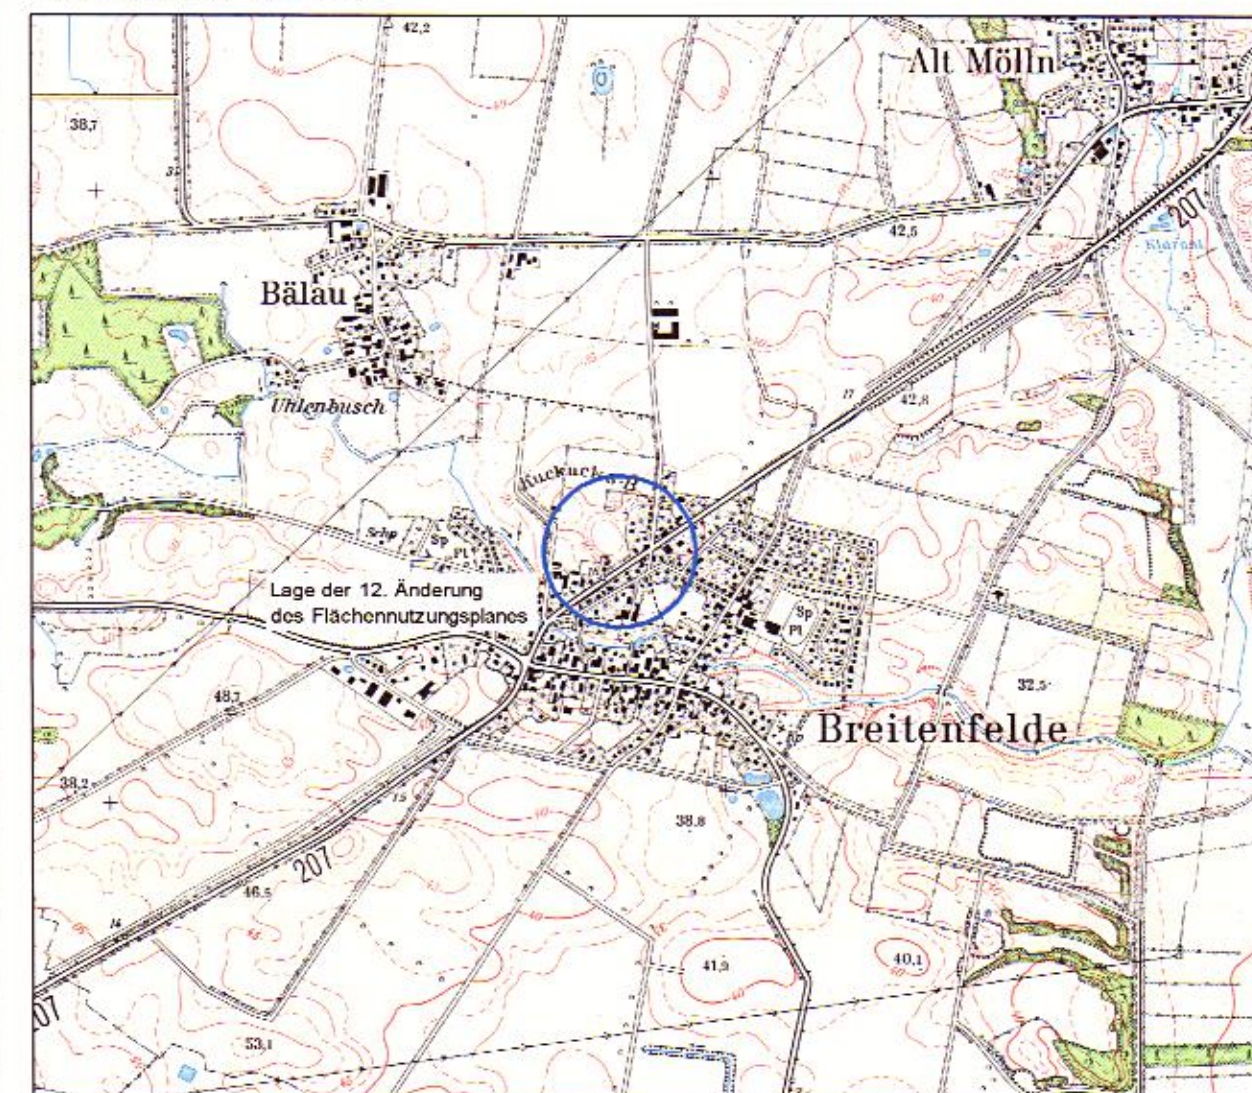 42,2
Alt Mölln
38,7
207
42,5
Bälau
Uhlenbusch
42,8
Kuckuck
Schp
Sp
Pl
Lage der 12. Änderung
des Flächennutzungsplanes
Sp
Pl
32,5
48,7
Breitenfelde
38,2
38,8
207
46,5
41,9
40,1
207
53,1